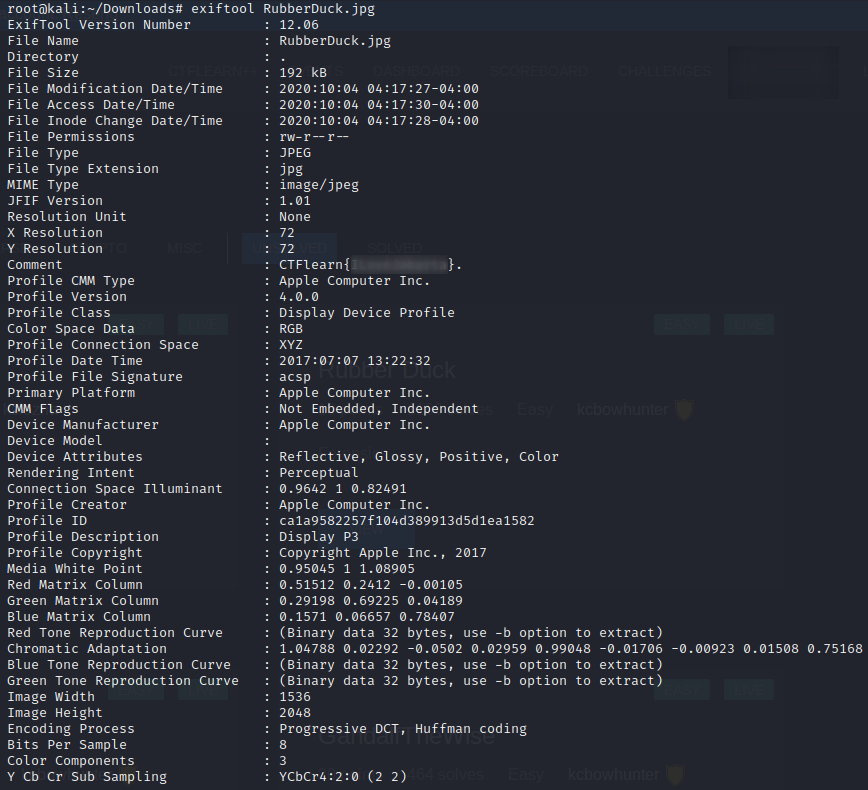 root@kali:~/Downloads# exiftool RubberDuck.jpg
ExifTool Version Number : 12.06
File Name : RubberDuck.jpg
Directory : .
File Size : 192 kB
File Modification Date/Time : 2020:10:04 04:17:27-04:00
File Access Date/Time : 2020:10:04 04:17:30-04:00
File Inode Change Date/Time : 2020:10:04 04:17:28-04:00
File Permissions : rw-r--r--
File Type : JPEG
File Type Extension : jpg
MIME Type : image/jpeg
JFIF Version : 1.01
Resolution Unit : None
X Resolution : 72
Y Resolution : 72
Comment : CTFlearn{ }.
Profile CMM Type : Apple Computer Inc.
Profile Version : 4.0.0
Profile Class : Display Device Profile
Color Space Data : RGB
Profile Connection Space : XYZ
Profile Date Time : 2017:07:07 13:22:32
Profile File Signature : acsp
Primary Platform : Apple Computer Inc.
CMM Flags : Not Embedded, Independent
Device Manufacturer : Apple Computer Inc.
Device Model :
Device Attributes : Reflective, Glossy, Positive, Color
Rendering Intent : Perceptual
Connection Space Illuminant : 0.9642 1 0.82491
Profile Creator : Apple Computer Inc.
Profile ID : ca1a9582257f104d389913d5d1ea1582
Profile Description : Display P3
Profile Copyright : Copyright Apple Inc., 2017
Media White Point : 0.95045 1 1.08905
Red Matrix Column : 0.51512 0.2412 -0.00105
Green Matrix Column : 0.29198 0.69225 0.04189
Blue Matrix Column : 0.1571 0.06657 0.78407
Red Tone Reproduction Curve : (Binary data 32 bytes, use -b option to extract)
Chromatic Adaptation : 1.04788 0.02292 -0.0502 0.02959 0.99048 -0.01706 -0.00923 0.01508 0.75168
Blue Tone Reproduction Curve : (Binary data 32 bytes, use -b option to extract)
Green Tone Reproduction Curve : (Binary data 32 bytes, use -b option to extract)
Image Width : 1536
Image Height : 2048
Encoding Process : Progressive DCT, Huffman coding
Bits Per Sample : 8
Color Components : 3
Y Cb Cr Sub Sampling : YCbCr4:2:0 (2 2)